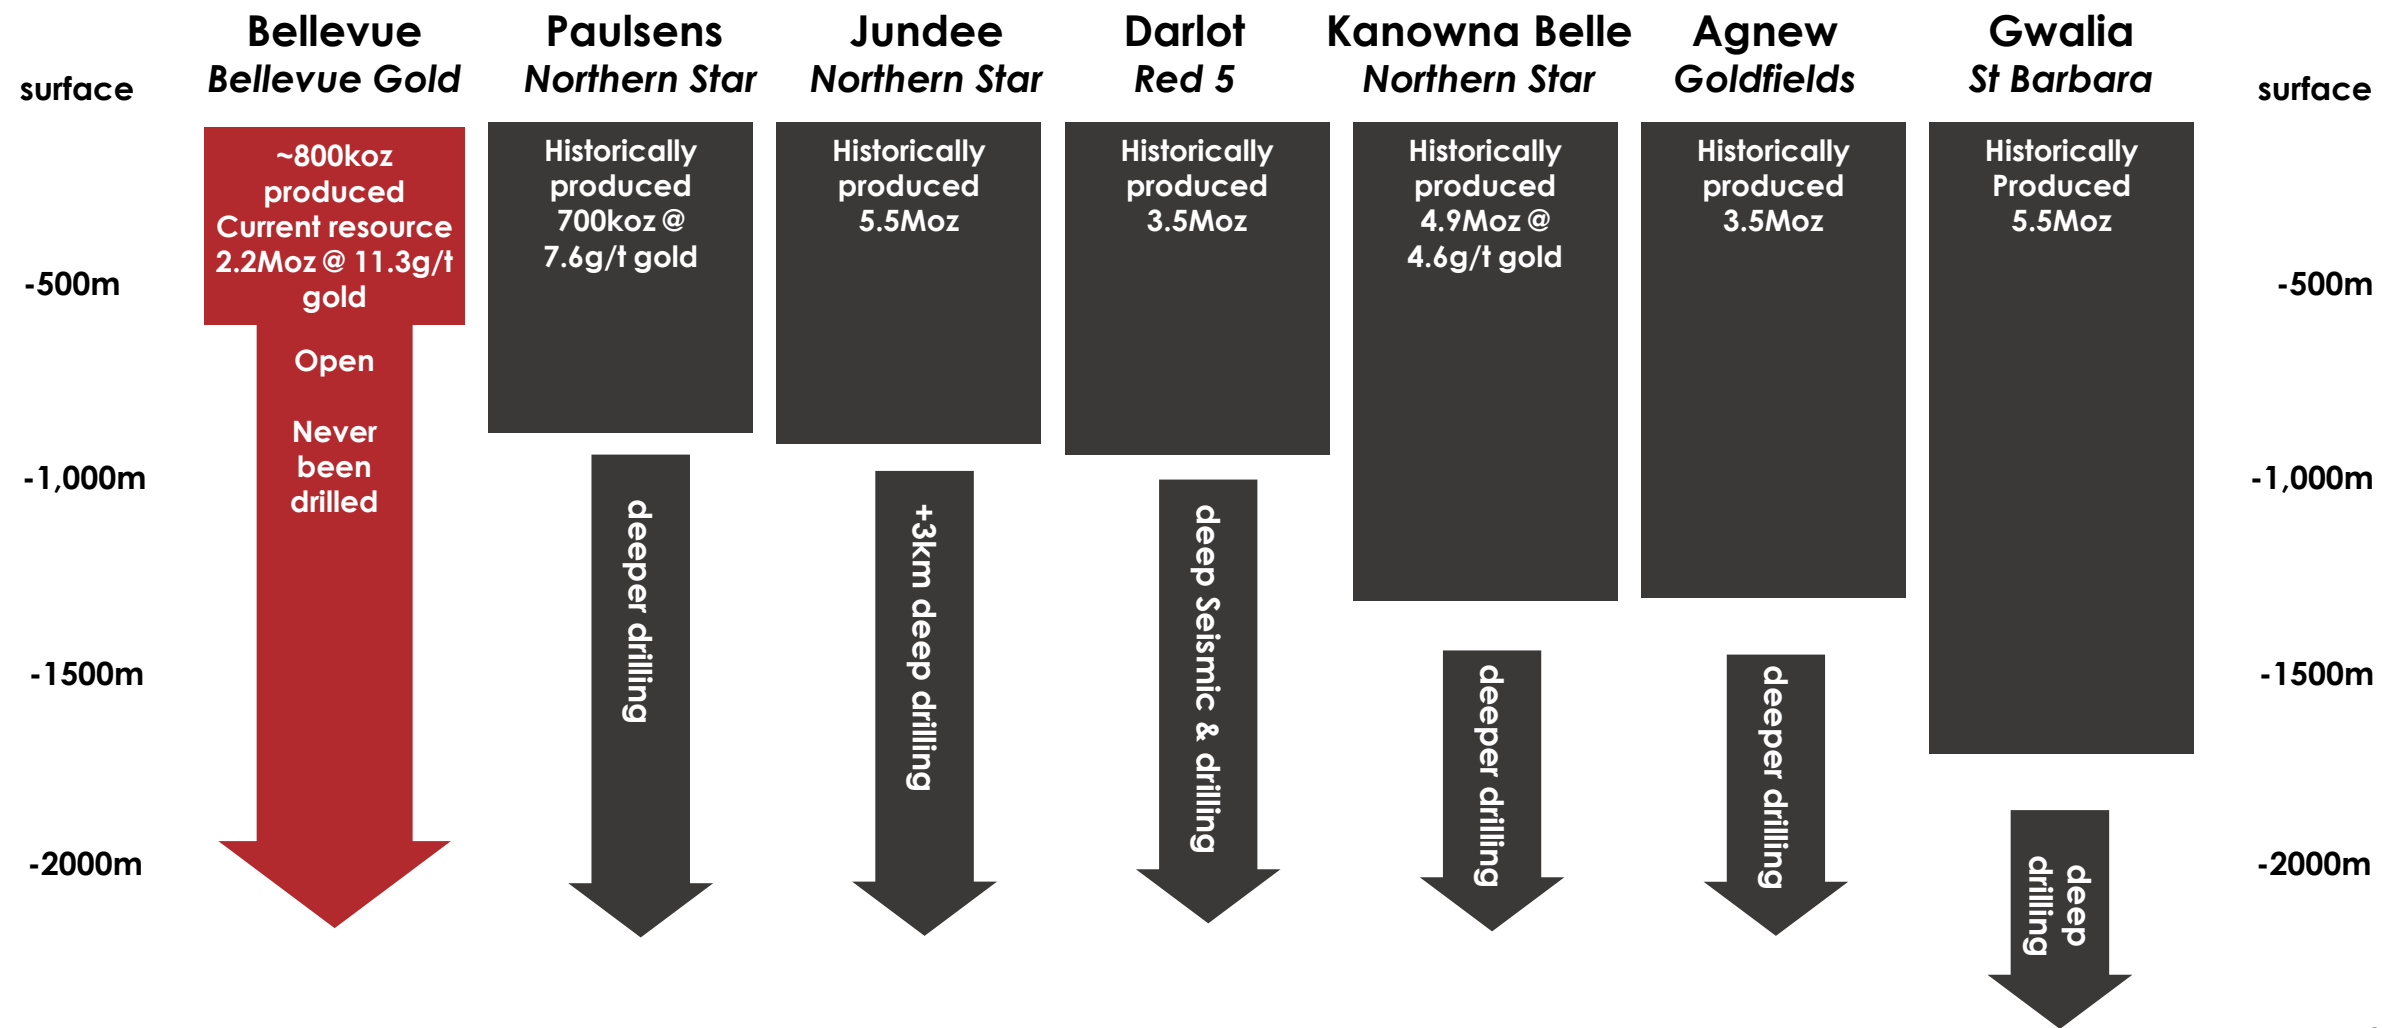 Bellevue
Bellevue Gold
Paulsens
Northern Star
Jundee
Northern Star
Darlot
Red 5
Kanowna Belle
Northern Star
Agnew
Goldfields
Gwalia
St Barbara
surface
-500m
-1,000m
-1500m
-2000m
~800koz
produced
Current resource
2.2Moz @ 11.3g/t
gold
Open
Never
been
drilled
Historically
produced
700koz @
7.6g/t gold
deeper drilling
Historically
produced
5.5Moz
+3km deep drilling
Historically
produced
3.5Moz
deep Seismic & drilling
Historically
produced
4.9Moz @
4.6g/t gold
deeper drilling
Historically
produced
3.5Moz
deeper drilling
Historically
Produced
5.5Moz
deep
drilling
surface
-500m
-1,000m
-1500m
-2000m